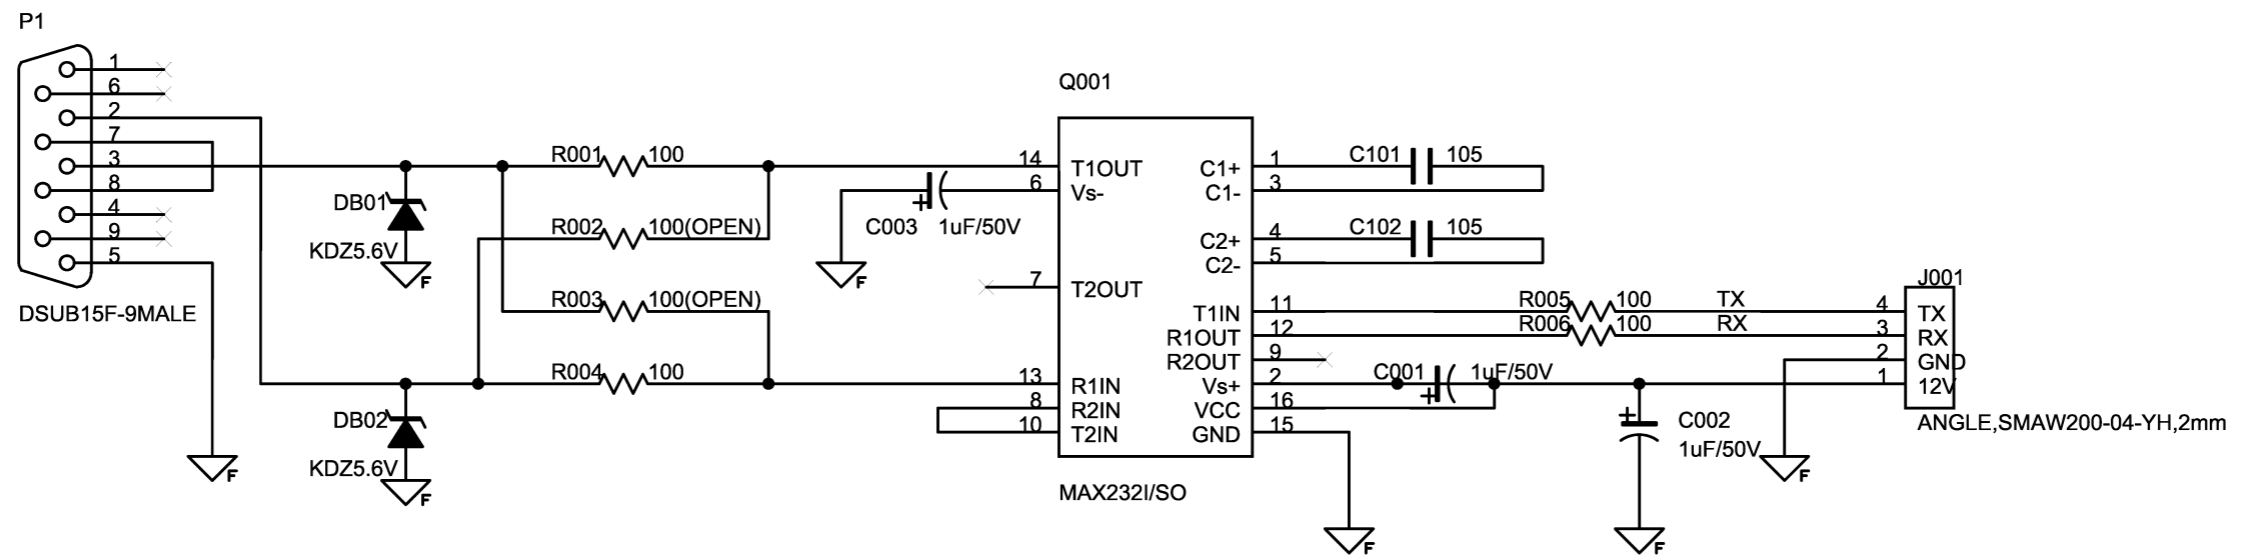 P1
1
6
2
7
3
8
4
9
5
DSUB15F-9MALE
DB01
KDZ5.6V
F
DB02
KDZ5.6V
F
F
R001 100
R002 100(OPEN)
R003 100(OPEN)
R004 100
C003 1uF/50V
+
F
Q001
14 T1OUT
6 Vs-
7 T2OUT
13 R1IN
8 R2IN
10 T2IN
C1+ 1
C1- 3
C2+ 4
C2- 5
T1IN 11
R1OUT 12
R2OUT 9
Vs+ 2
VCC 16
GND 15
MAX232I/SO
F
C101 105
C102 105
R005 100 TX
R006 100 RX
C001 1uF/50V
+
+
C002
1uF/50V
F
F
J001
4 TX
3 RX
2 GND
1 12V
ANGLE,SMAW200-04-YH,2mm